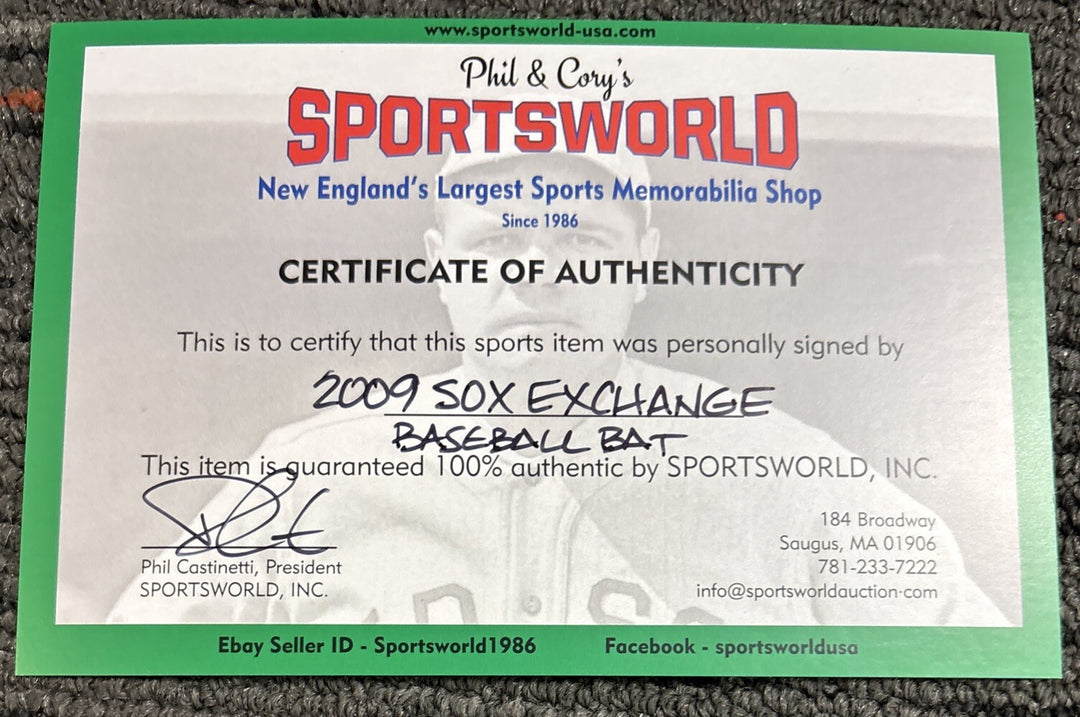 www.sportsworld-usa.com
Phil & Cory's
SPORTSWORLD
New England's Largest Sports Memorabilia Shop
Since 1986
CERTIFICATE OF AUTHENTICITY
This is to certify that this sports item was personally signed by
2009 SOX EXCHANGE
BASEBALL BAT
This item is guaranteed 100% authentic by SPORTSWORLD, INC.
184 Broadway
Saugus, MA 01906
Phil Castinetti, President
781-233-7222
SPORTSWORLD, INC.
info@sportsworldauction·com
Ebay Seller ID - Sportsworld1986 Facebook - sportsworldusa